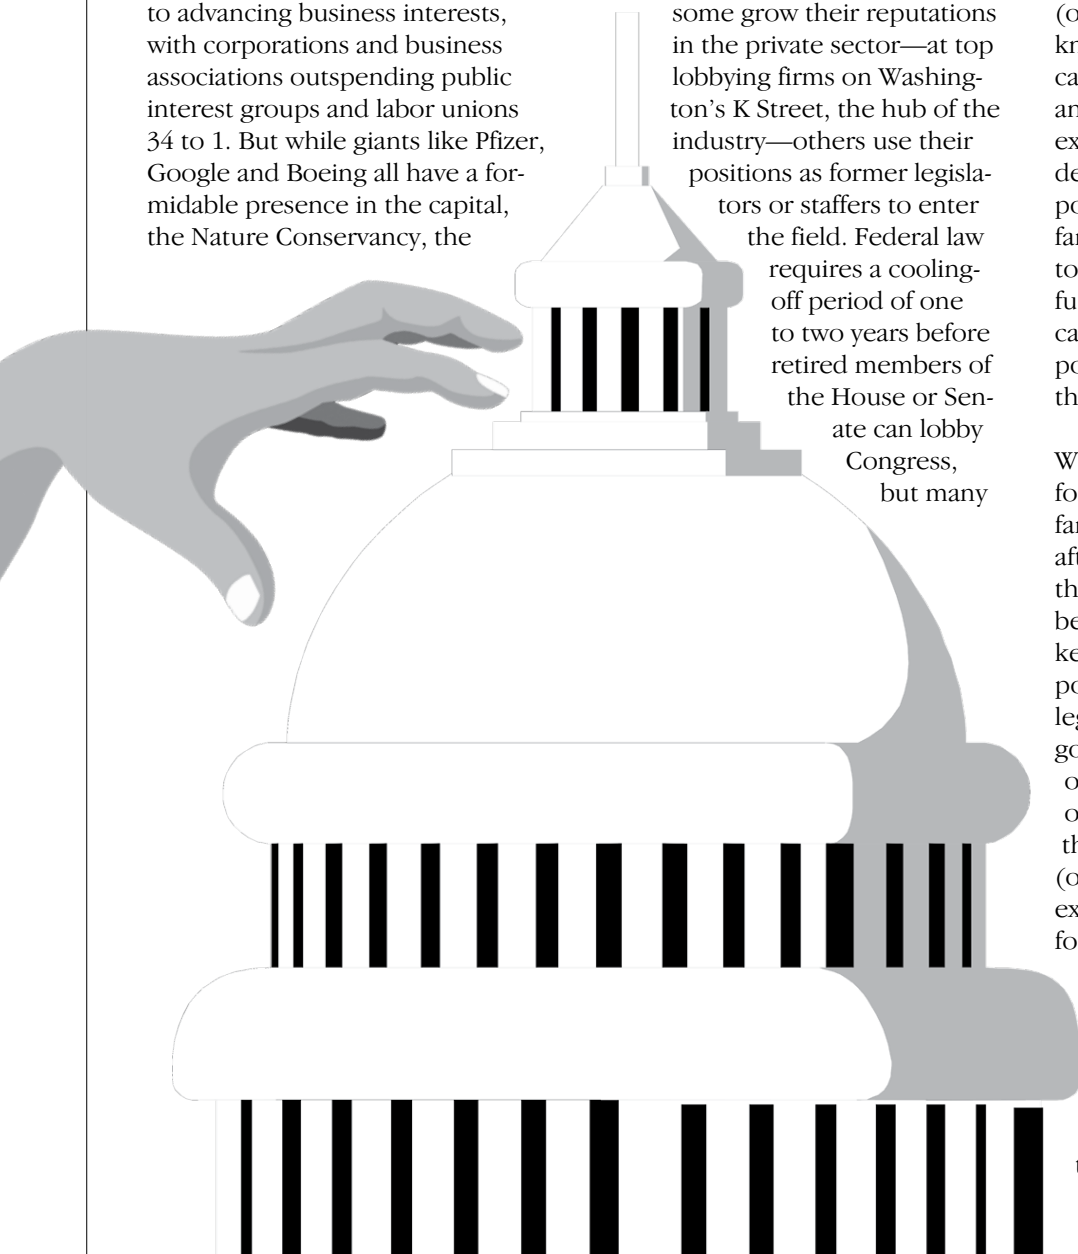 to advancing business interests,
with corporations and business
associations outspending public
interest groups and labor unions
34 to 1. But while giants like Pfizer,
Google and Boeing all have a for-
midable presence in the capital,
the Nature Conservancy, the
some grow their reputations
in the private sector—at top
lobbying firms on Washing-
ton's K Street, the hub of the
industry—others use their
positions as former legisla-
tors or staffers to enter
the field. Federal law
requires a cooling-
off period of one
to two years before
retired members of
the House or Sen-
ate can lobby
Congress,
but many